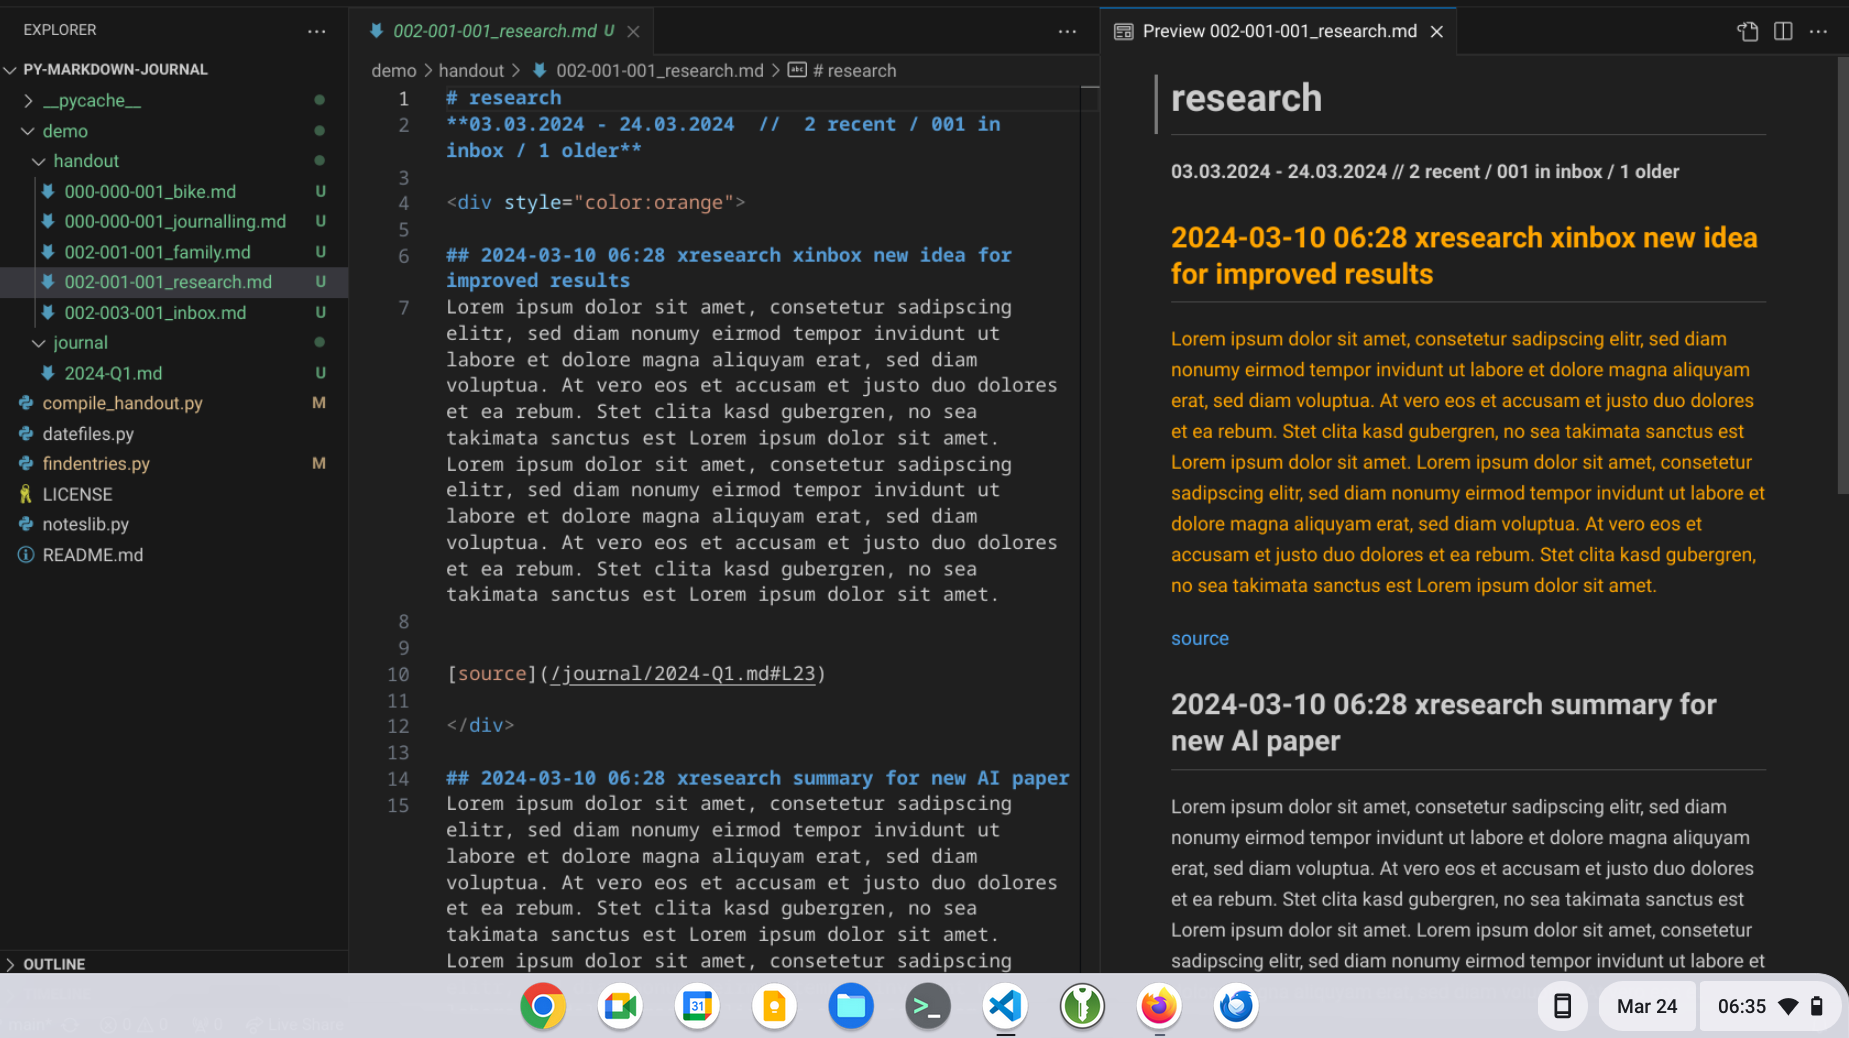 EXPLORER
PY-MARKDOWN-JOURNAL
__pycache__
demo
handout
000-000-001_bike.md U
000-000-001_journalling.md U
002-001-001_family.md U
002-001-001_research.md U
002-003-001_inbox.md U
journal
2024-Q1.md U
compile_handout.py M
datefiles.py
findentries.py M
LICENSE
noteslib.py
README.md
OUTLINE
002-001-001_research.md U
demo > handout > 002-001-001_research.md > # research
1 # research
2 **03.03.2024 - 24.03.2024  //  2 recent / 001 in
inbox / 1 older**
3
4 <div style="color:orange">
5
6 ## 2024-03-10 06:28 xresearch xinbox new idea for
improved results
7 Lorem ipsum dolor sit amet, consetetur sadipscing
elitr, sed diam nonumy eirmod tempor invidunt ut
labore et dolore magna aliquyam erat, sed diam
voluptua. At vero eos et accusam et justo duo dolores
et ea rebum. Stet clita kasd gubergren, no sea
takimata sanctus est Lorem ipsum dolor sit amet.
Lorem ipsum dolor sit amet, consetetur sadipscing
elitr, sed diam nonumy eirmod tempor invidunt ut
labore et dolore magna aliquyam erat, sed diam
voluptua. At vero eos et accusam et justo duo dolores
et ea rebum. Stet clita kasd gubergren, no sea
takimata sanctus est Lorem ipsum dolor sit amet.
8
9
10 [source](/journal/2024-Q1.md#L23)
11
12 </div>
13
14 ## 2024-03-10 06:28 xresearch summary for new AI paper
15 Lorem ipsum dolor sit amet, consetetur sadipscing
elitr, sed diam nonumy eirmod tempor invidunt ut
labore et dolore magna aliquyam erat, sed diam
voluptua. At vero eos et accusam et justo duo dolores
et ea rebum. Stet clita kasd gubergren, no sea
takimata sanctus est Lorem ipsum dolor sit amet.
Lorem ipsum dolor sit amet, consetetur sadipscing
Preview 002-001-001_research.md
research
03.03.2024 - 24.03.2024 // 2 recent / 001 in inbox / 1 older
2024-03-10 06:28 xresearch xinbox new idea
for improved results
Lorem ipsum dolor sit amet, consetetur sadipscing elitr, sed diam
nonumy eirmod tempor invidunt ut labore et dolore magna aliquyam
erat, sed diam voluptua. At vero eos et accusam et justo duo dolores
et ea rebum. Stet clita kasd gubergren, no sea takimata sanctus est
Lorem ipsum dolor sit amet. Lorem ipsum dolor sit amet, consetetur
sadipscing elitr, sed diam nonumy eirmod tempor invidunt ut labore et
dolore magna aliquyam erat, sed diam voluptua. At vero eos et
accusam et justo duo dolores et ea rebum. Stet clita kasd gubergren,
no sea takimata sanctus est Lorem ipsum dolor sit amet.
source
2024-03-10 06:28 xresearch summary for
new AI paper
Lorem ipsum dolor sit amet, consetetur sadipscing elitr, sed diam
nonumy eirmod tempor invidunt ut labore et dolore magna aliquyam
erat, sed diam voluptua. At vero eos et accusam et justo duo dolores
et ea rebum. Stet clita kasd gubergren, no sea takimata sanctus est
Lorem ipsum dolor sit amet. Lorem ipsum dolor sit amet, consetetur
sadipscing elitr, sed diam nonumy eirmod tempor invidunt ut labore et
Live Share
31
Mar 24
06:35